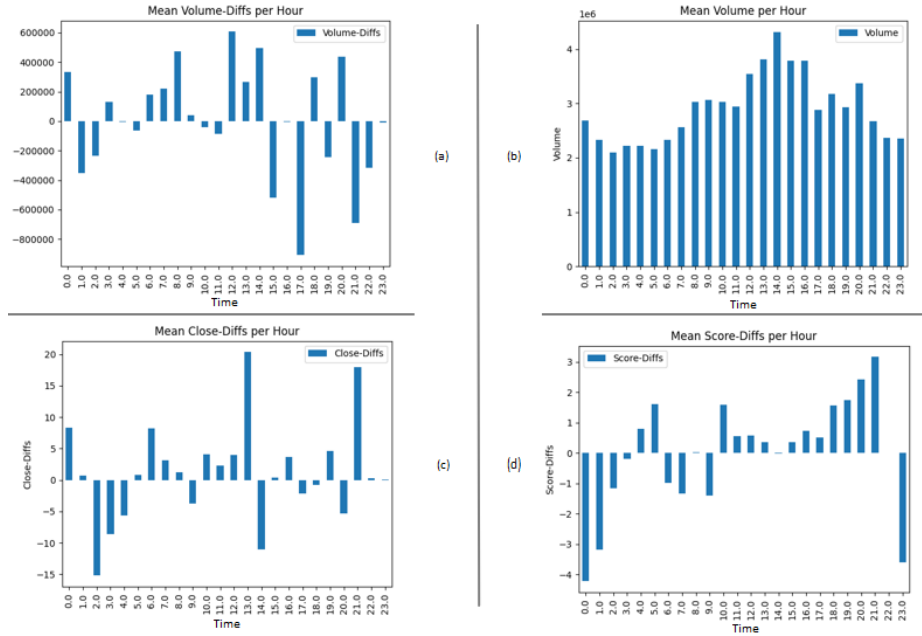 Mean Volume-Diffs per Hour
Volume-Diffs
600000
400000
200000
0
−200000
−400000
−600000
−800000
0.0 1.0 2.0 3.0 4.0 5.0 6.0 7.0 8.0 9.0 10.0 11.0 12.0 13.0 14.0 15.0 16.0 17.0 18.0 19.0 20.0 21.0 22.0 23.0
Time
(a)
(b)
Mean Volume per Hour
1e6
Volume
4
3
2
1
0
Volume
0.0 1.0 2.0 3.0 4.0 5.0 6.0 7.0 8.0 9.0 10.0 11.0 12.0 13.0 14.0 15.0 16.0 17.0 18.0 19.0 20.0 21.0 22.0 23.0
Time
Mean Close-Diffs per Hour
Close-Diffs
20
15
10
5
0
−5
−10
−15
Close-Diffs
0.0 1.0 2.0 3.0 4.0 5.0 6.0 7.0 8.0 9.0 10.0 11.0 12.0 13.0 14.0 15.0 16.0 17.0 18.0 19.0 20.0 21.0 22.0 23.0
Time
(c)
(d)
Mean Score-Diffs per Hour
Score-Diffs
3
2
1
0
−1
−2
−3
−4
Score-Diffs
0.0 1.0 2.0 3.0 4.0 5.0 6.0 7.0 8.0 9.0 10.0 11.0 12.0 13.0 14.0 15.0 16.0 17.0 18.0 19.0 20.0 21.0 22.0 23.0
Time